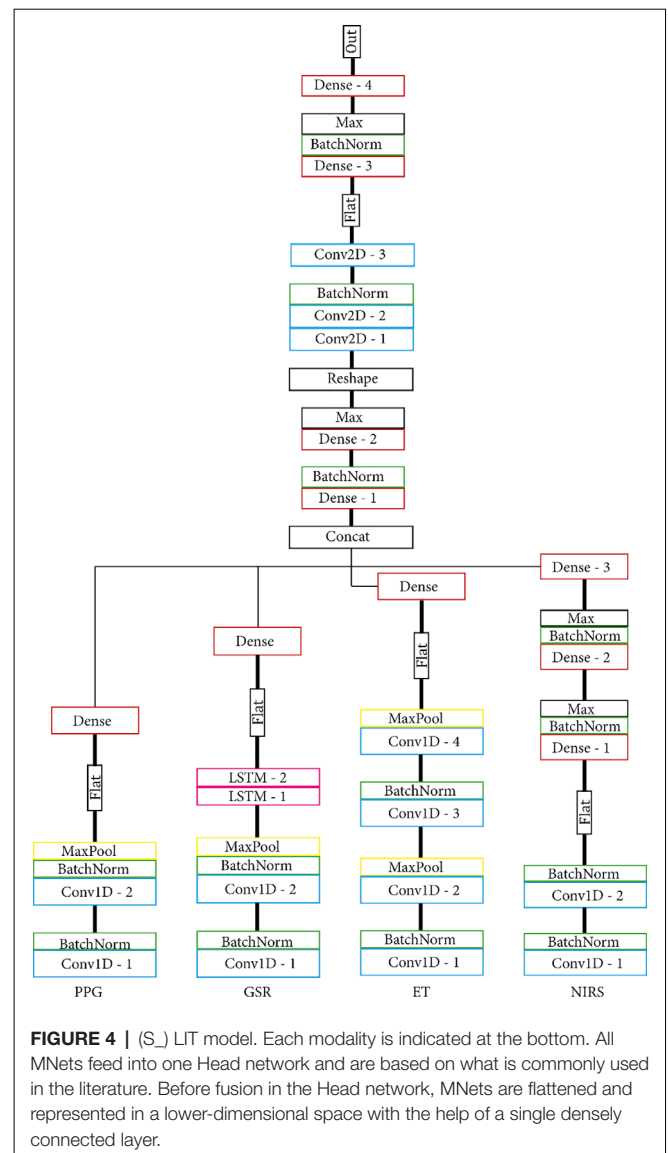 Out
Dense - 4
Max
BatchNorm
Dense - 3
Flat
Conv2D - 3
BatchNorm
Conv2D - 2
Conv2D - 1
Reshape
Max
Dense - 2
BatchNorm
Dense - 1
Concat
Dense
Flat
MaxPool
BatchNorm
Conv1D - 2
BatchNorm
Conv1D - 1
PPG
Dense
Flat
LSTM - 2
LSTM - 1
MaxPool
BatchNorm
Conv1D - 2
BatchNorm
Conv1D - 1
GSR
Dense
Flat
MaxPool
Conv1D - 4
BatchNorm
Conv1D - 3
MaxPool
Conv1D - 2
BatchNorm
Conv1D - 1
ET
Dense - 3
Max
BatchNorm
Dense - 2
Max
BatchNorm
Dense - 1
Flat
BatchNorm
Conv1D - 2
BatchNorm
Conv1D - 1
NIRS
FIGURE 4 | (S_) LIT model. Each modality is indicated at the bottom. All
MNets feed into one Head network and are based on what is commonly used
in the literature. Before fusion in the Head network, MNets are flattened and
represented in a lower-dimensional space with the help of a single densely
connected layer.